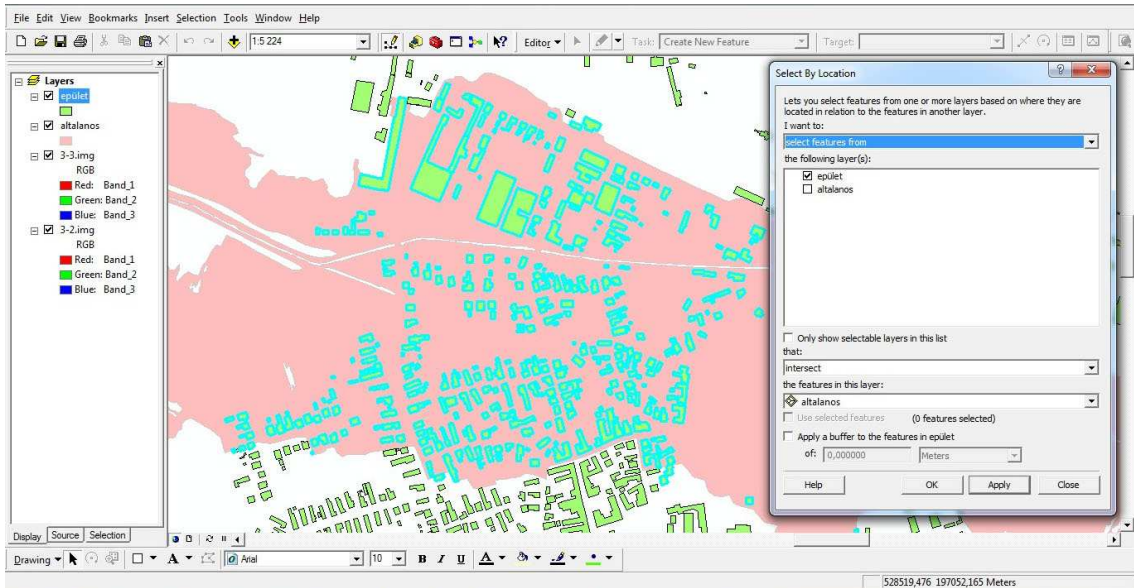 File Edit View Bookmarks Insert Selection Tools Window Help
1:5 224
Editor
Task: Create New Feature
Target:
Layers
epület
altalanos
3-3.img
RGB
Red: Band_1
Green: Band_2
Blue: Band_3
3-2.img
RGB
Red: Band_1
Green: Band_2
Blue: Band_3
Display Source Selection
Select By Location
Lets you select features from one or more layers based on where they are
located in relation to the features in another layer.
I want to:
select features from
the following layer(s):
epület
altalanos
Only show selectable layers in this list
that:
intersect
the features in this layer:
altalanos
Use selected features (0 features selected)
Apply a buffer to the features in epület
of: 0,000000 Meters
Help OK Apply Close
Drawing A Arial 10 B I U A
528519,476 197052,165 Meters